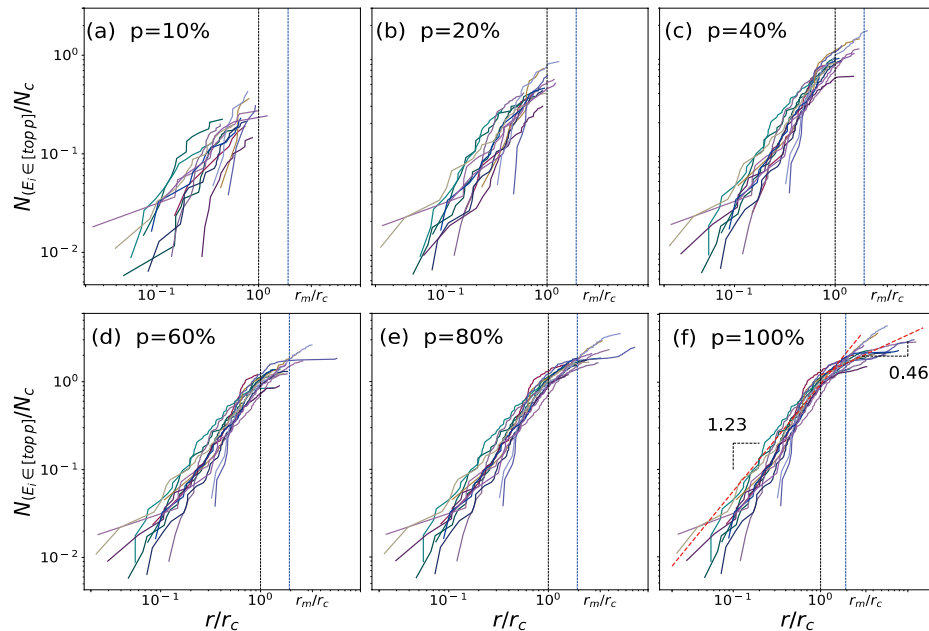 (a) p=10%
(b) p=20%
(c) p=40%
N_{(E_i ∈ [top p])}/N_c
10^0
10^{-1}
10^{-2}
10^{-1} 10^0 r_m/r_c
10^{-1} 10^0 r_m/r_c
10^{-1} 10^0 r_m/r_c
(d) p=60%
(e) p=80%
(f) p=100%
N_{(E_i ∈ [top p])}/N_c
10^0
10^{-1}
10^{-2}
1.23
0.46
10^{-1} 10^0 r_m/r_c
10^{-1} 10^0 r_m/r_c
10^{-1} 10^0 r_m/r_c
r/r_c
r/r_c
r/r_c